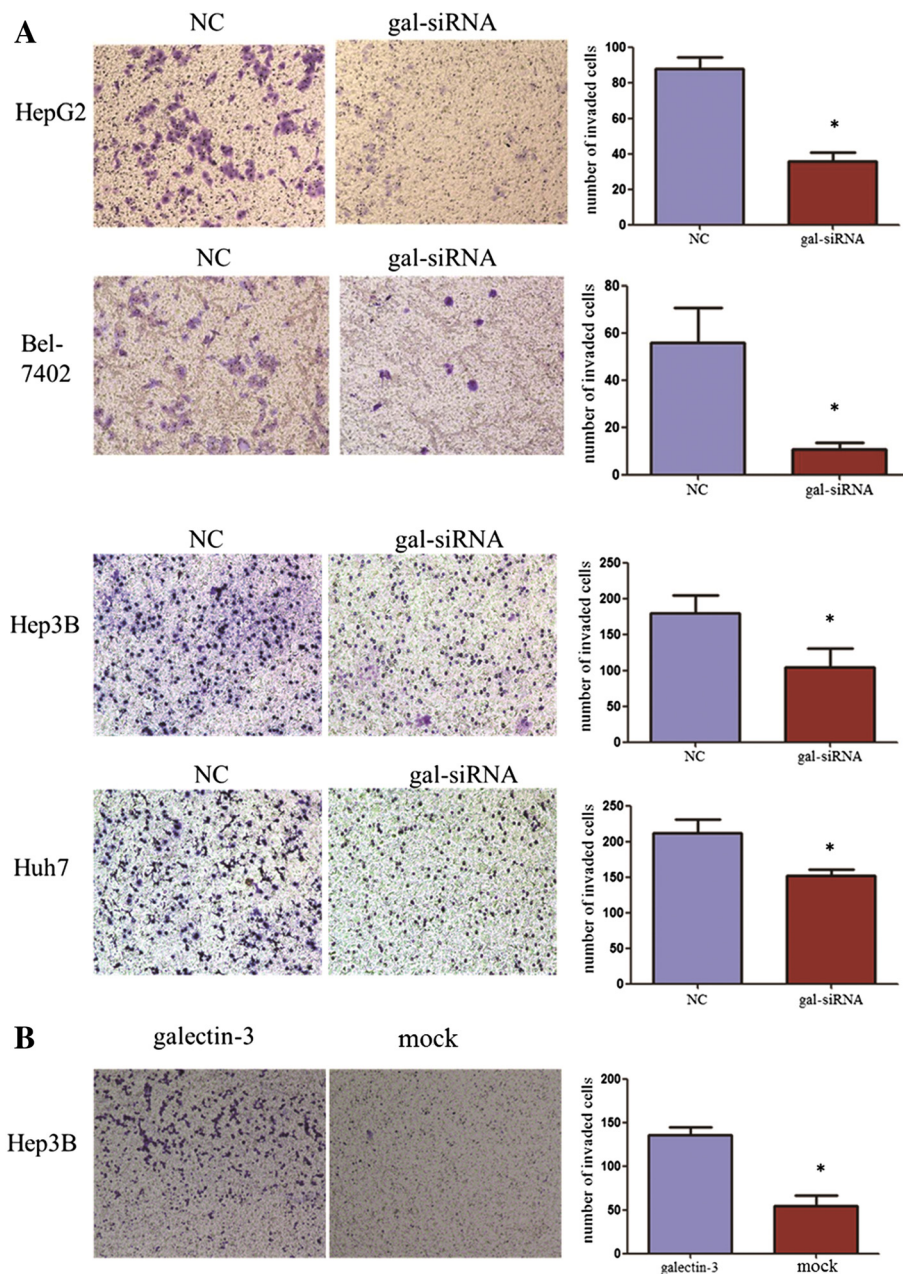 A
NC
gal-siRNA
HepG2
number of invaded cells
100
80
60
40
20
0
*
NC
gal-siRNA
NC
gal-siRNA
Bel-
7402
number of invaded cells
80
60
40
20
0
*
NC
gal-siRNA
NC
gal-siRNA
Hep3B
number of invaded cells
250
200
150
100
50
0
*
NC
gal-siRNA
NC
gal-siRNA
Huh7
number of invaded cells
250
200
150
100
50
0
*
NC
gal-siRNA
B
galectin-3
mock
Hep3B
number of invaded cells
200
150
100
50
0
*
galectin-3
mock